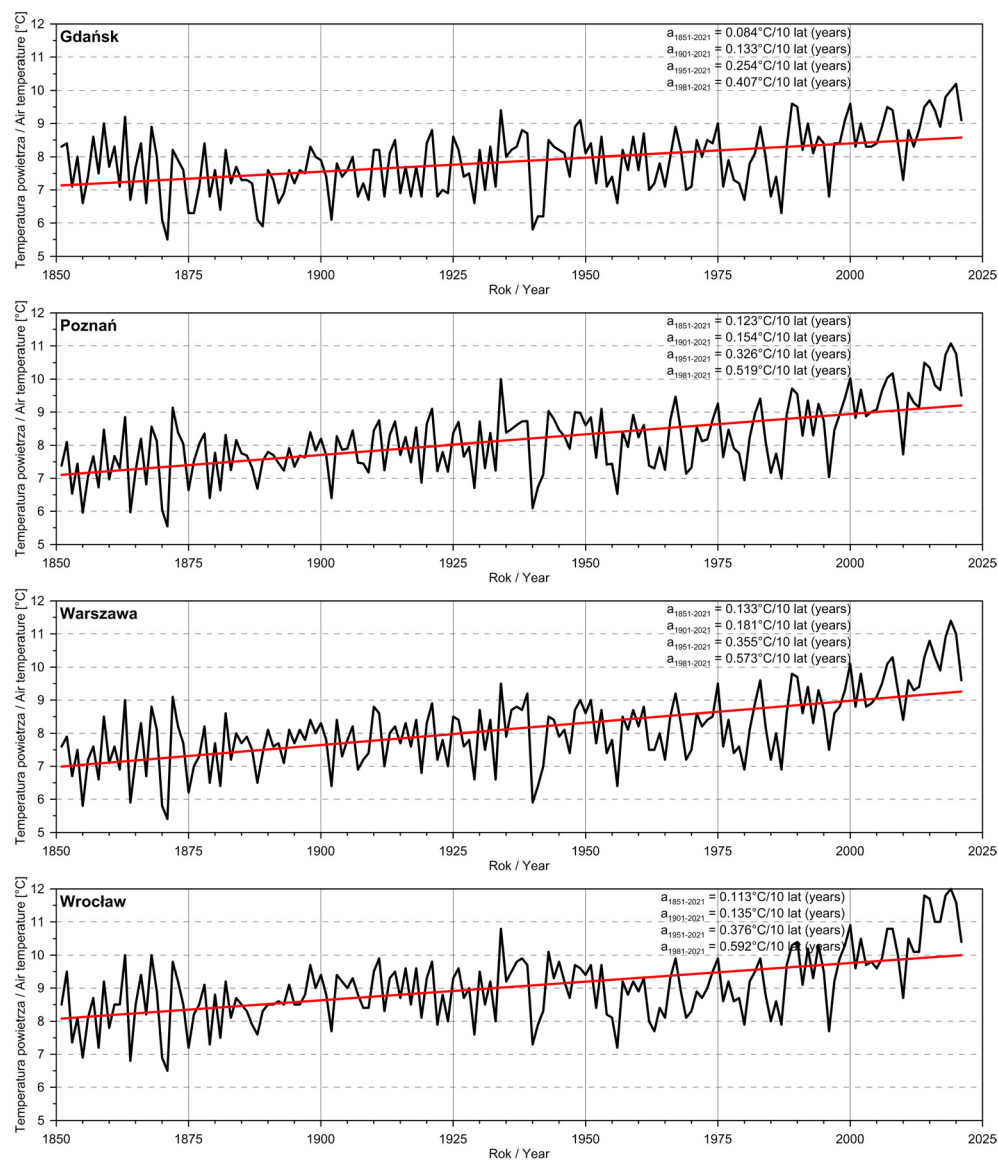 Temperatura powietrza / Air temperature [°C]
Gdańsk
a1851-2021 = 0.084°C/10 lat (years)
a1901-2021 = 0.133°C/10 lat (years)
a1951-2021 = 0.254°C/10 lat (years)
a1981-2021 = 0.407°C/10 lat (years)
12
11
10
9
8
7
6
5
1850 1875 1900 1925 1950 1975 2000 2025
Rok / Year
Temperatura powietrza / Air temperature [°C]
Poznań
a1851-2021 = 0.123°C/10 lat (years)
a1901-2021 = 0.154°C/10 lat (years)
a1951-2021 = 0.326°C/10 lat (years)
a1981-2021 = 0.519°C/10 lat (years)
12
11
10
9
8
7
6
5
1850 1875 1900 1925 1950 1975 2000 2025
Rok / Year
Temperatura powietrza / Air temperature [°C]
Warszawa
a1851-2021 = 0.133°C/10 lat (years)
a1901-2021 = 0.181°C/10 lat (years)
a1951-2021 = 0.355°C/10 lat (years)
a1981-2021 = 0.573°C/10 lat (years)
12
11
10
9
8
7
6
5
1850 1875 1900 1925 1950 1975 2000 2025
Rok / Year
Temperatura powietrza / Air temperature [°C]
Wrocław
a1851-2021 = 0.113°C/10 lat (years)
a1901-2021 = 0.135°C/10 lat (years)
a1951-2021 = 0.376°C/10 lat (years)
a1981-2021 = 0.592°C/10 lat (years)
12
11
10
9
8
7
6
5
1850 1875 1900 1925 1950 1975 2000 2025
Rok / Year